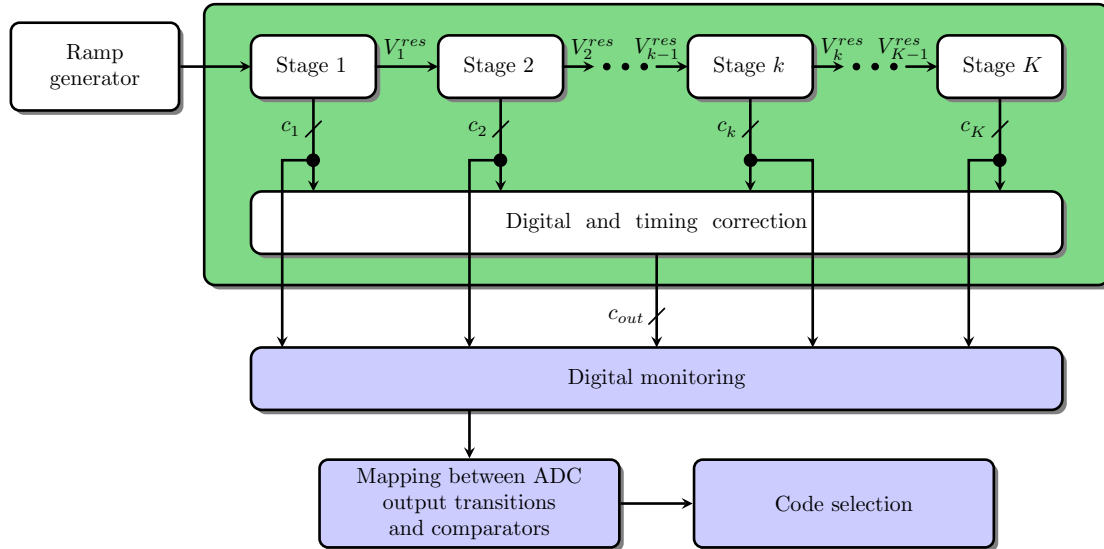 Ramp
generator
Stage 1
V_1^{res}
Stage 2
V_2^{res}
V_{k-1}^{res}
Stage k
V_k^{res}
V_{K-1}^{res}
Stage K
c_1
c_2
c_k
c_K
Digital and timing correction
c_{out}
Digital monitoring
Mapping between ADC
output transitions
and comparators
Code selection